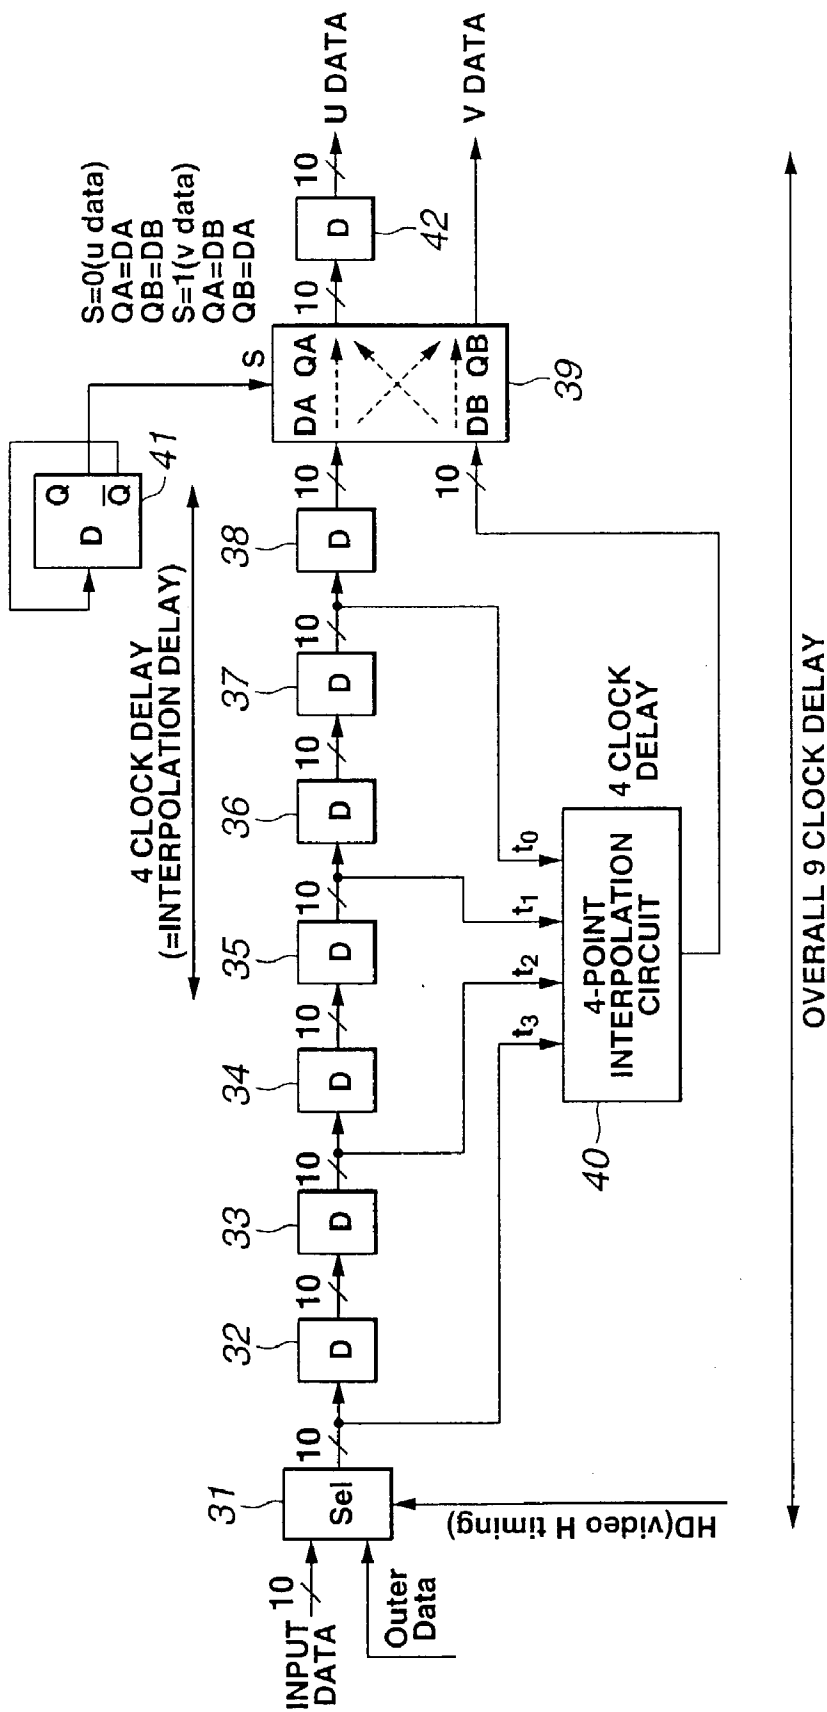 INPUT
DATA
10
Outer
Data
31
Sel
HD(video H timing)
10
32
D
10
33
D
10
34
D
10
35
D
10
36
D
10
37
D
10
38
D
10
4 CLOCK DELAY
(=INTERPOLATION DELAY)
D
Q
Q
41
S
S=0(u data)
QA=DA
QB=DB
S=1(v data)
QA=DB
QB=DA
DA QA
DB QB
39
10
10
D
42
10
U DATA
V DATA
t3
t2
t1
t0
4-POINT
INTERPOLATION
CIRCUIT
40
4 CLOCK
DELAY
OVERALL 9 CLOCK DELAY